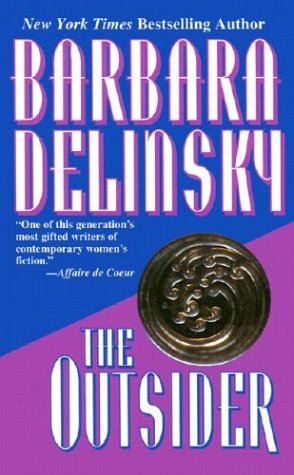 New York Times Bestselling Author
BARBARA
DELINSKY
“One of this generation’s
most gifted writers of
contemporary women’s
fiction.”
—Affaire de Coeur
THE
OUTSIDER